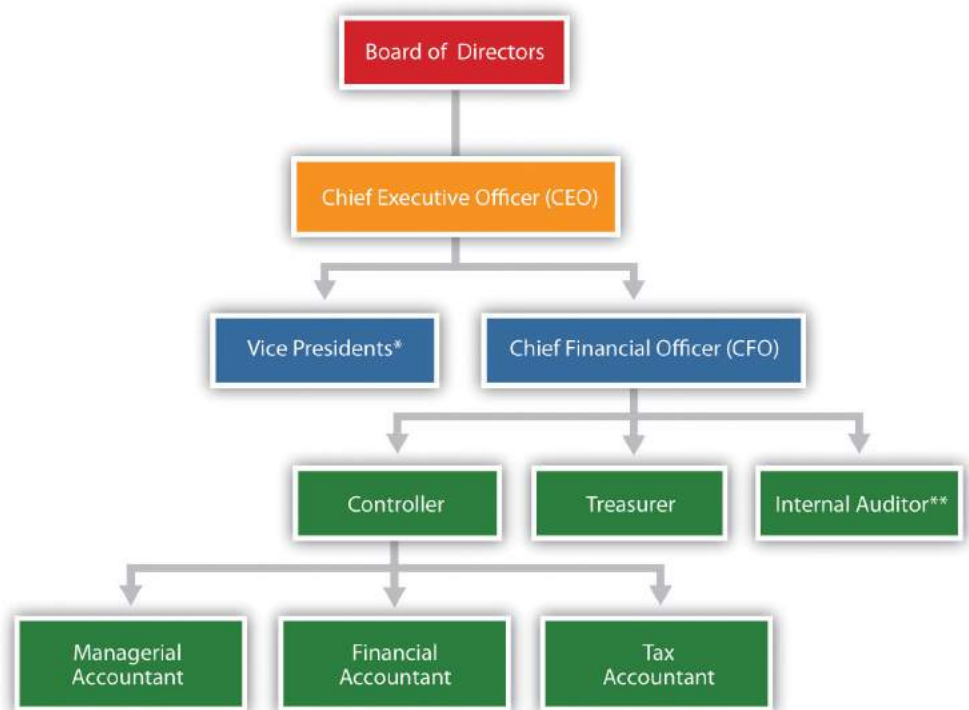 Board of Directors
Chief Executive Officer (CEO)
Vice Presidents*
Chief Financial Officer (CFO)
Controller
Treasurer
Internal Auditor**
Managerial
Accountant
Financial
Accountant
Tax
Accountant